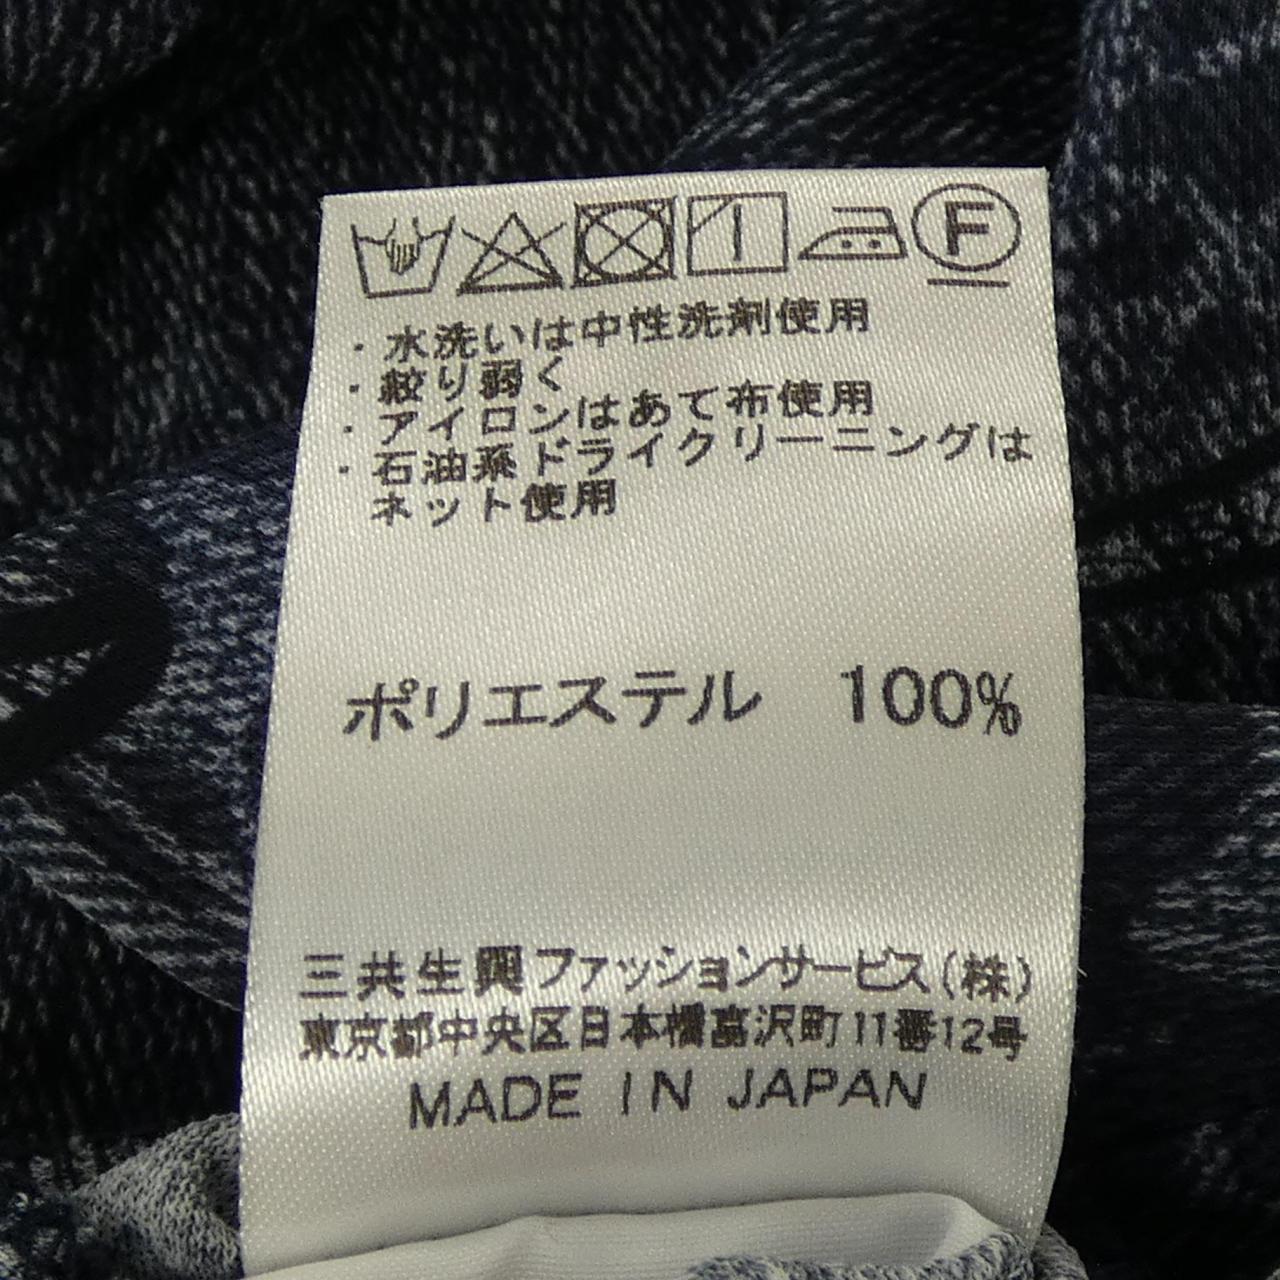 F
・水洗いは中性洗剤使用
・絞り弱く
・アイロンはあて布使用
・石油系ドライクリーニングは
ネット使用
ポリエステル 100%
三共生興ファッションサービス(株)
東京都中央区日本橋富沢町11番12号
MADE IN JAPAN